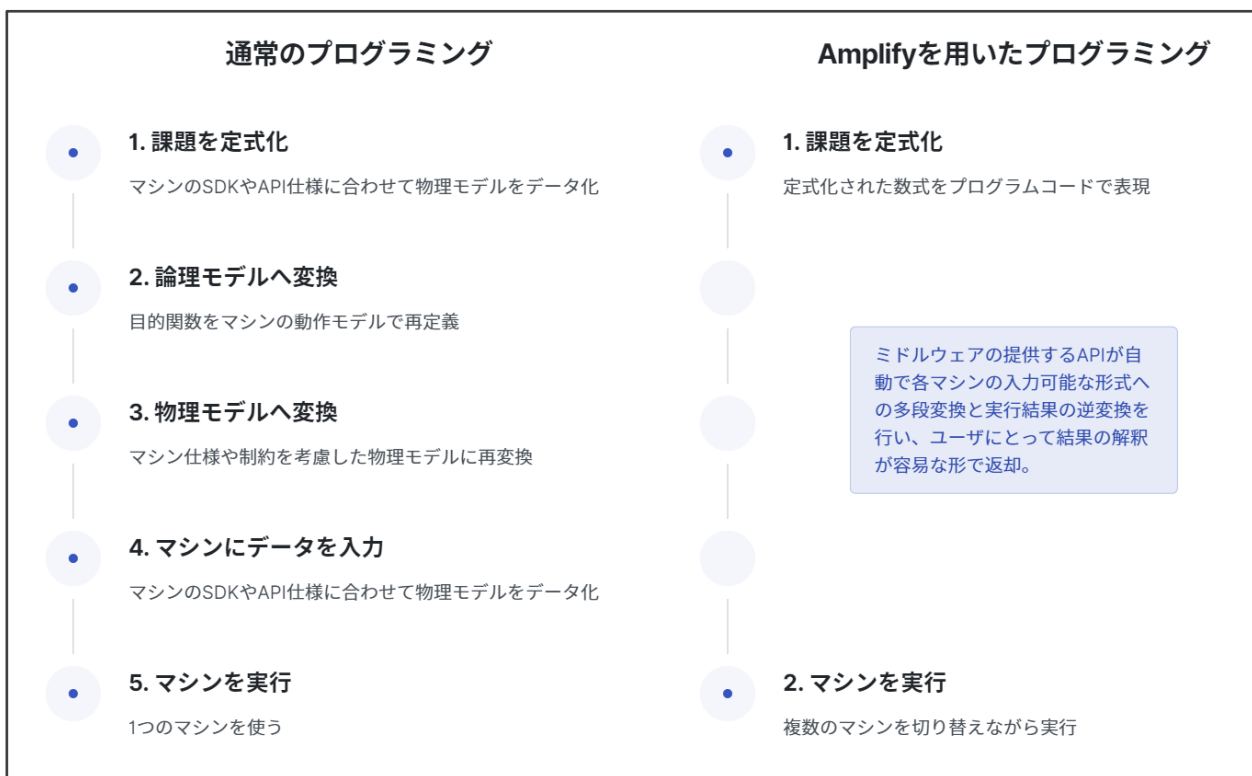 通常のプログラミング
1. 課題を定式化
マシンのSDKやAPI仕様に合わせて物理モデルをデータ化
2. 論理モデルへ変換
目的関数をマシンの動作モデルで再定義
3. 物理モデルへ変換
マシン仕様や制約を考慮した物理モデルに再変換
4. マシンにデータを入力
マシンのSDKやAPI仕様に合わせて物理モデルをデータ化
5. マシンを実行
1つのマシンを使う
Amplifyを用いたプログラミング
1. 課題を定式化
定式化された数式をプログラムコードで表現
ミドルウェアの提供するAPIが自
動で各マシンの入力可能な形式へ
の多段変換と実行結果の逆変換を
行い、ユーザにとって結果の解釈
が容易な形で返却。
2. マシンを実行
複数のマシンを切り替えながら実行